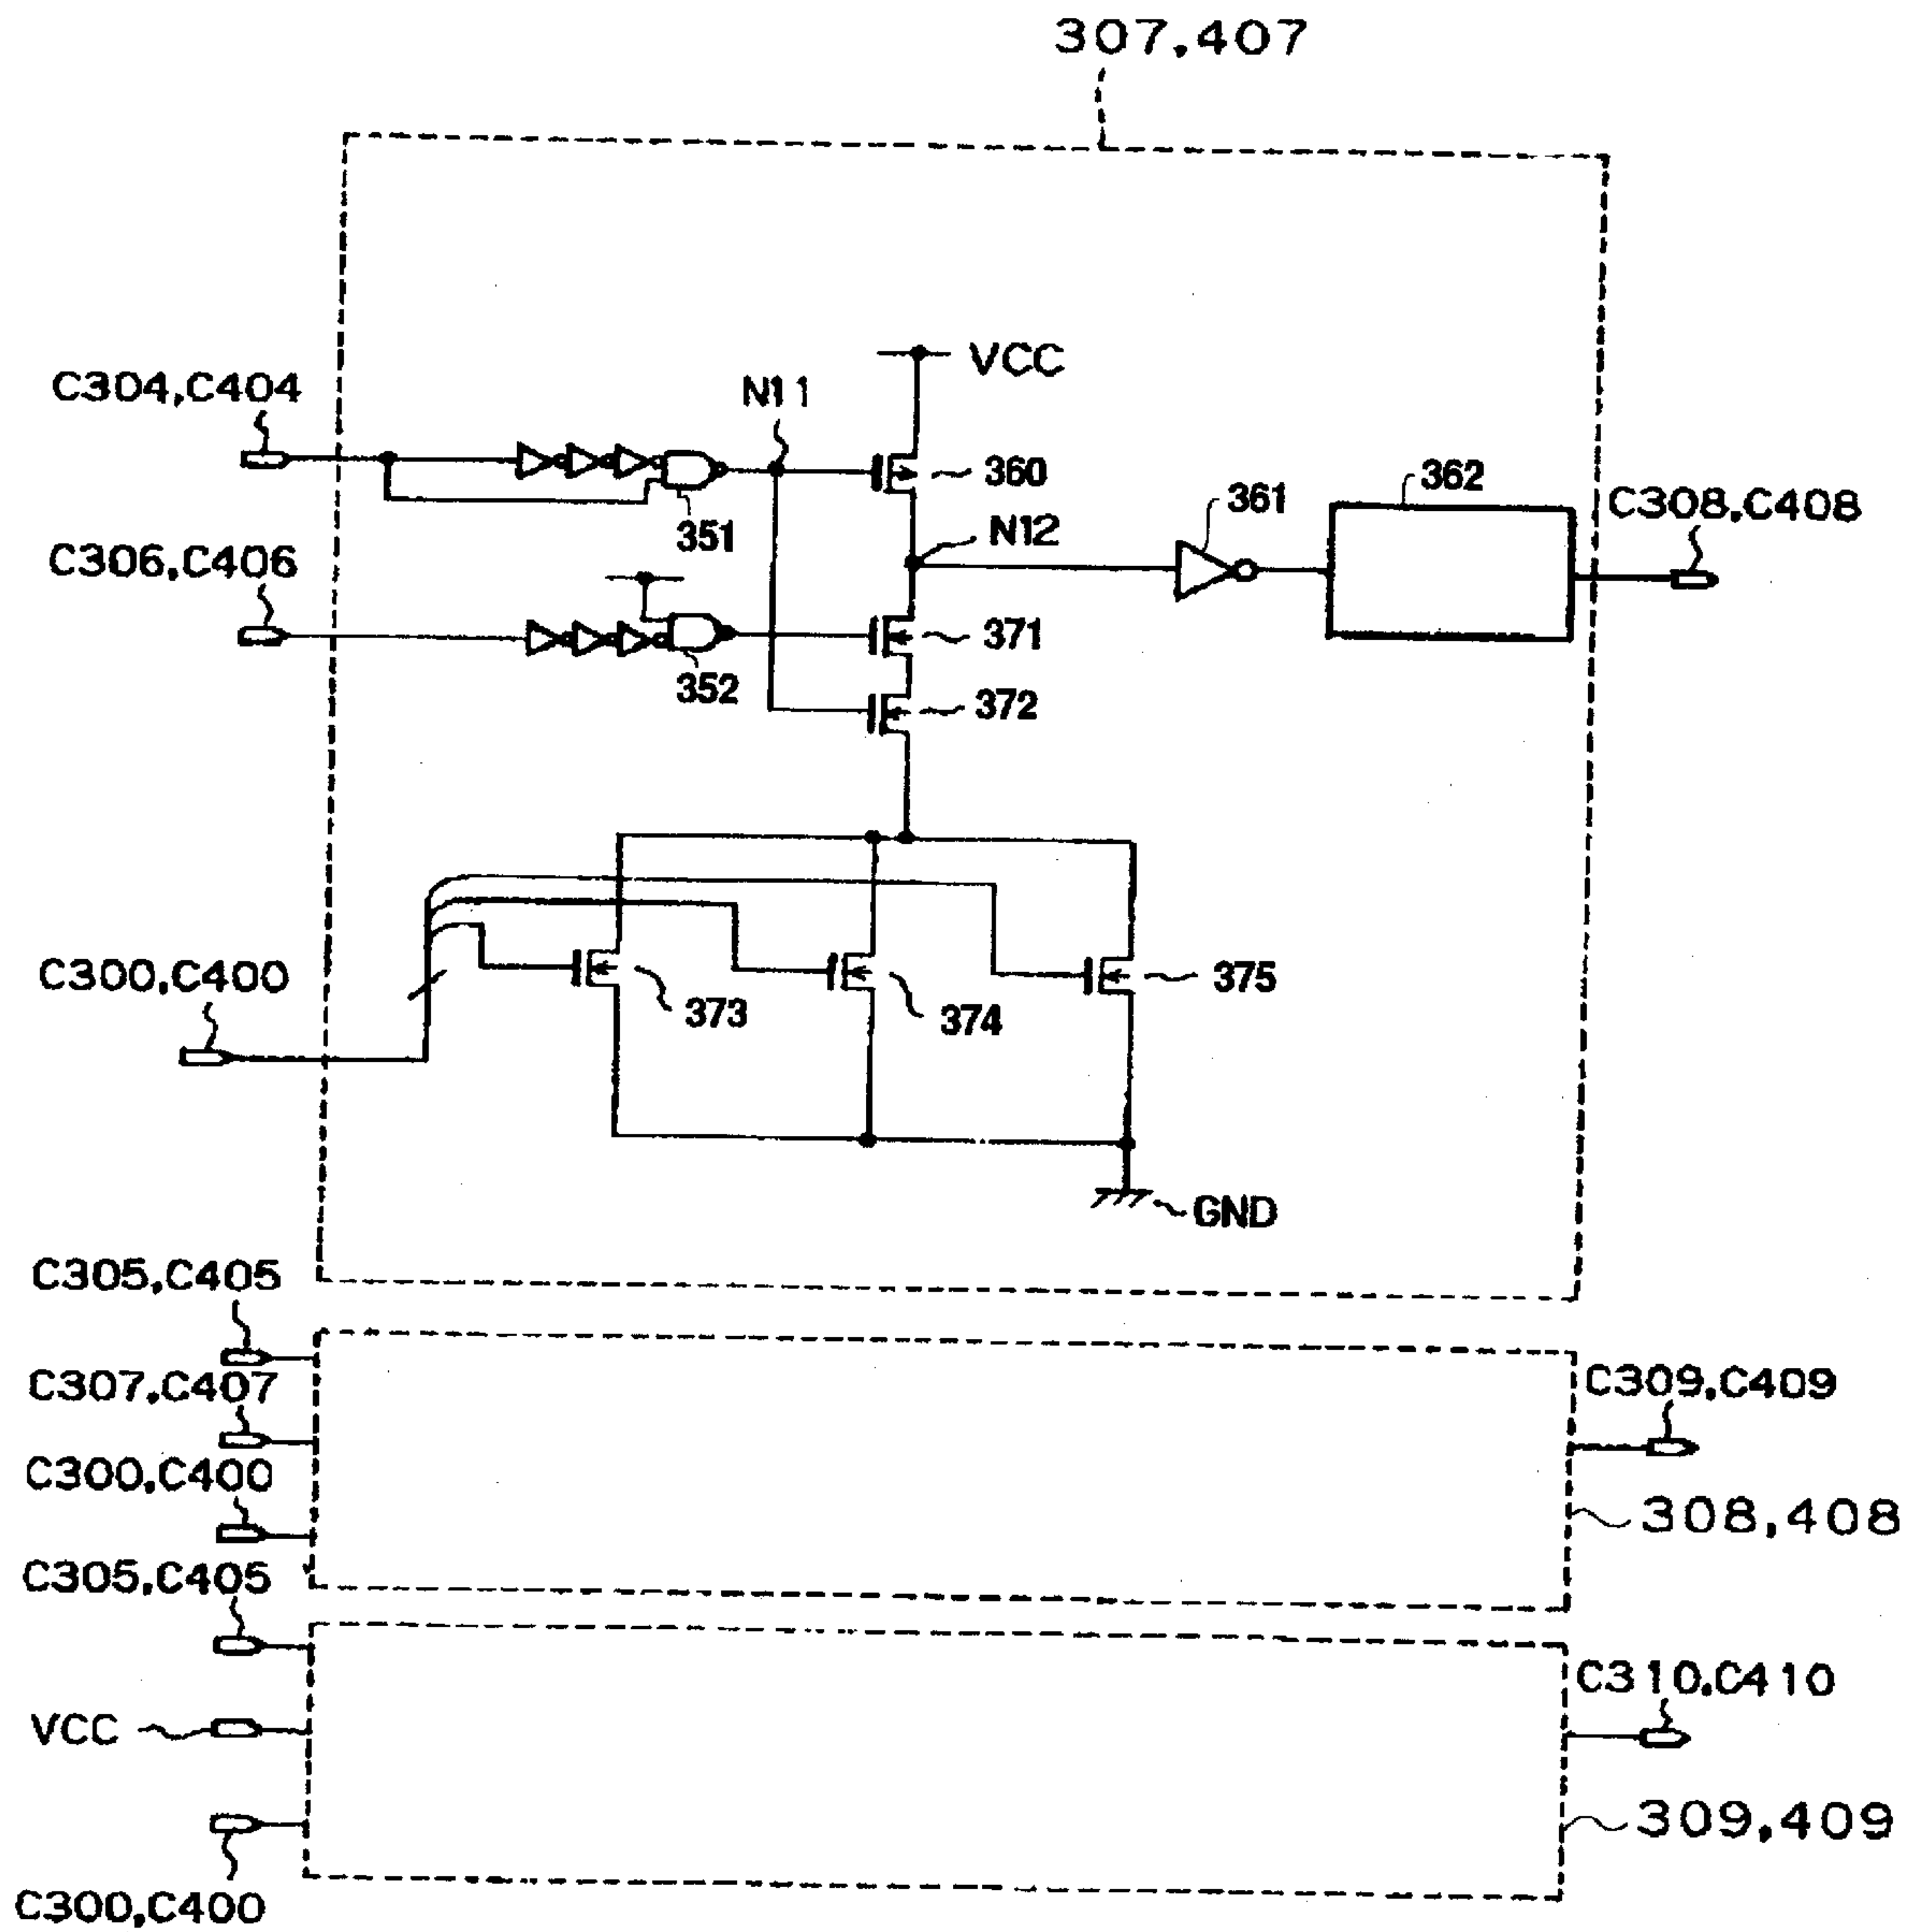 307,407
VCC
C304,C404
N11
360
362
361
C308,C408
351
N12
C306,C406
371
352
372
C300,C400
373
374
375
GND
C305,C405
C307,C407
C309,C409
C300,C400
308,408
C305,C405
C310,C410
VCC
309,409
C300,C400